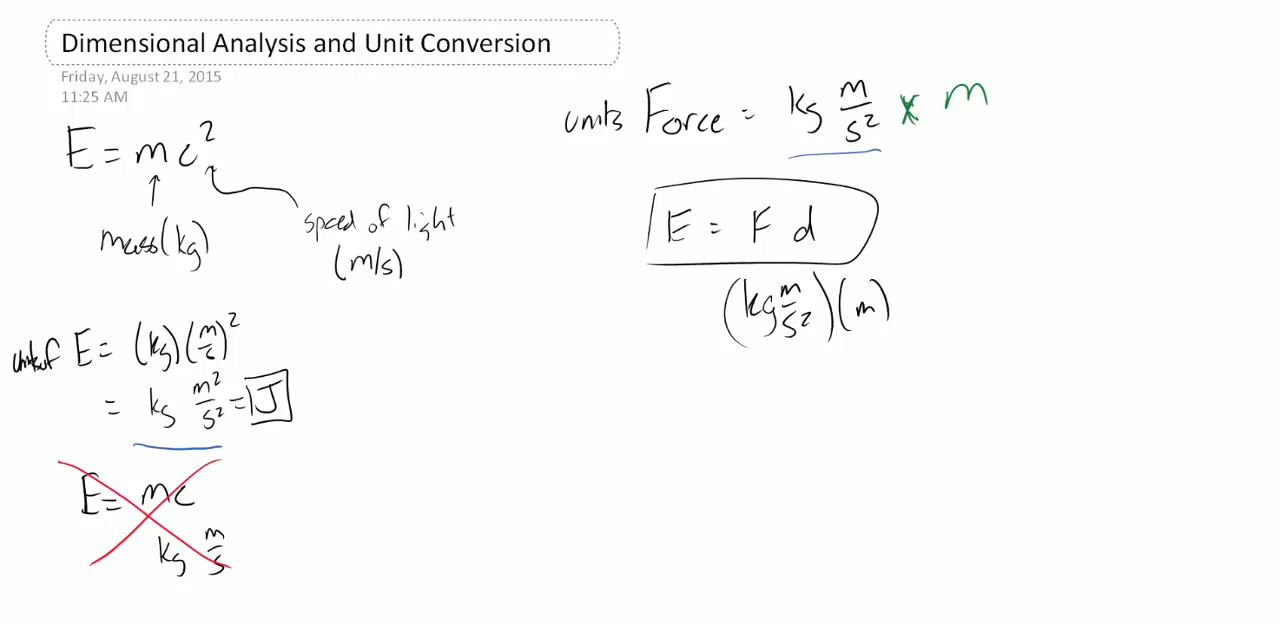 Dimensional Analysis and Unit Conversion
Friday, August 21, 2015
11:25 AM
E = mc²
mass (kg)
speed of light
(m/s)
units of E = (kg)(m/s)²
= kg m²/s² = J
E = mc
kg m/s
units Force = kg m/s² * m
E = F d
(kg m/s²)(m)